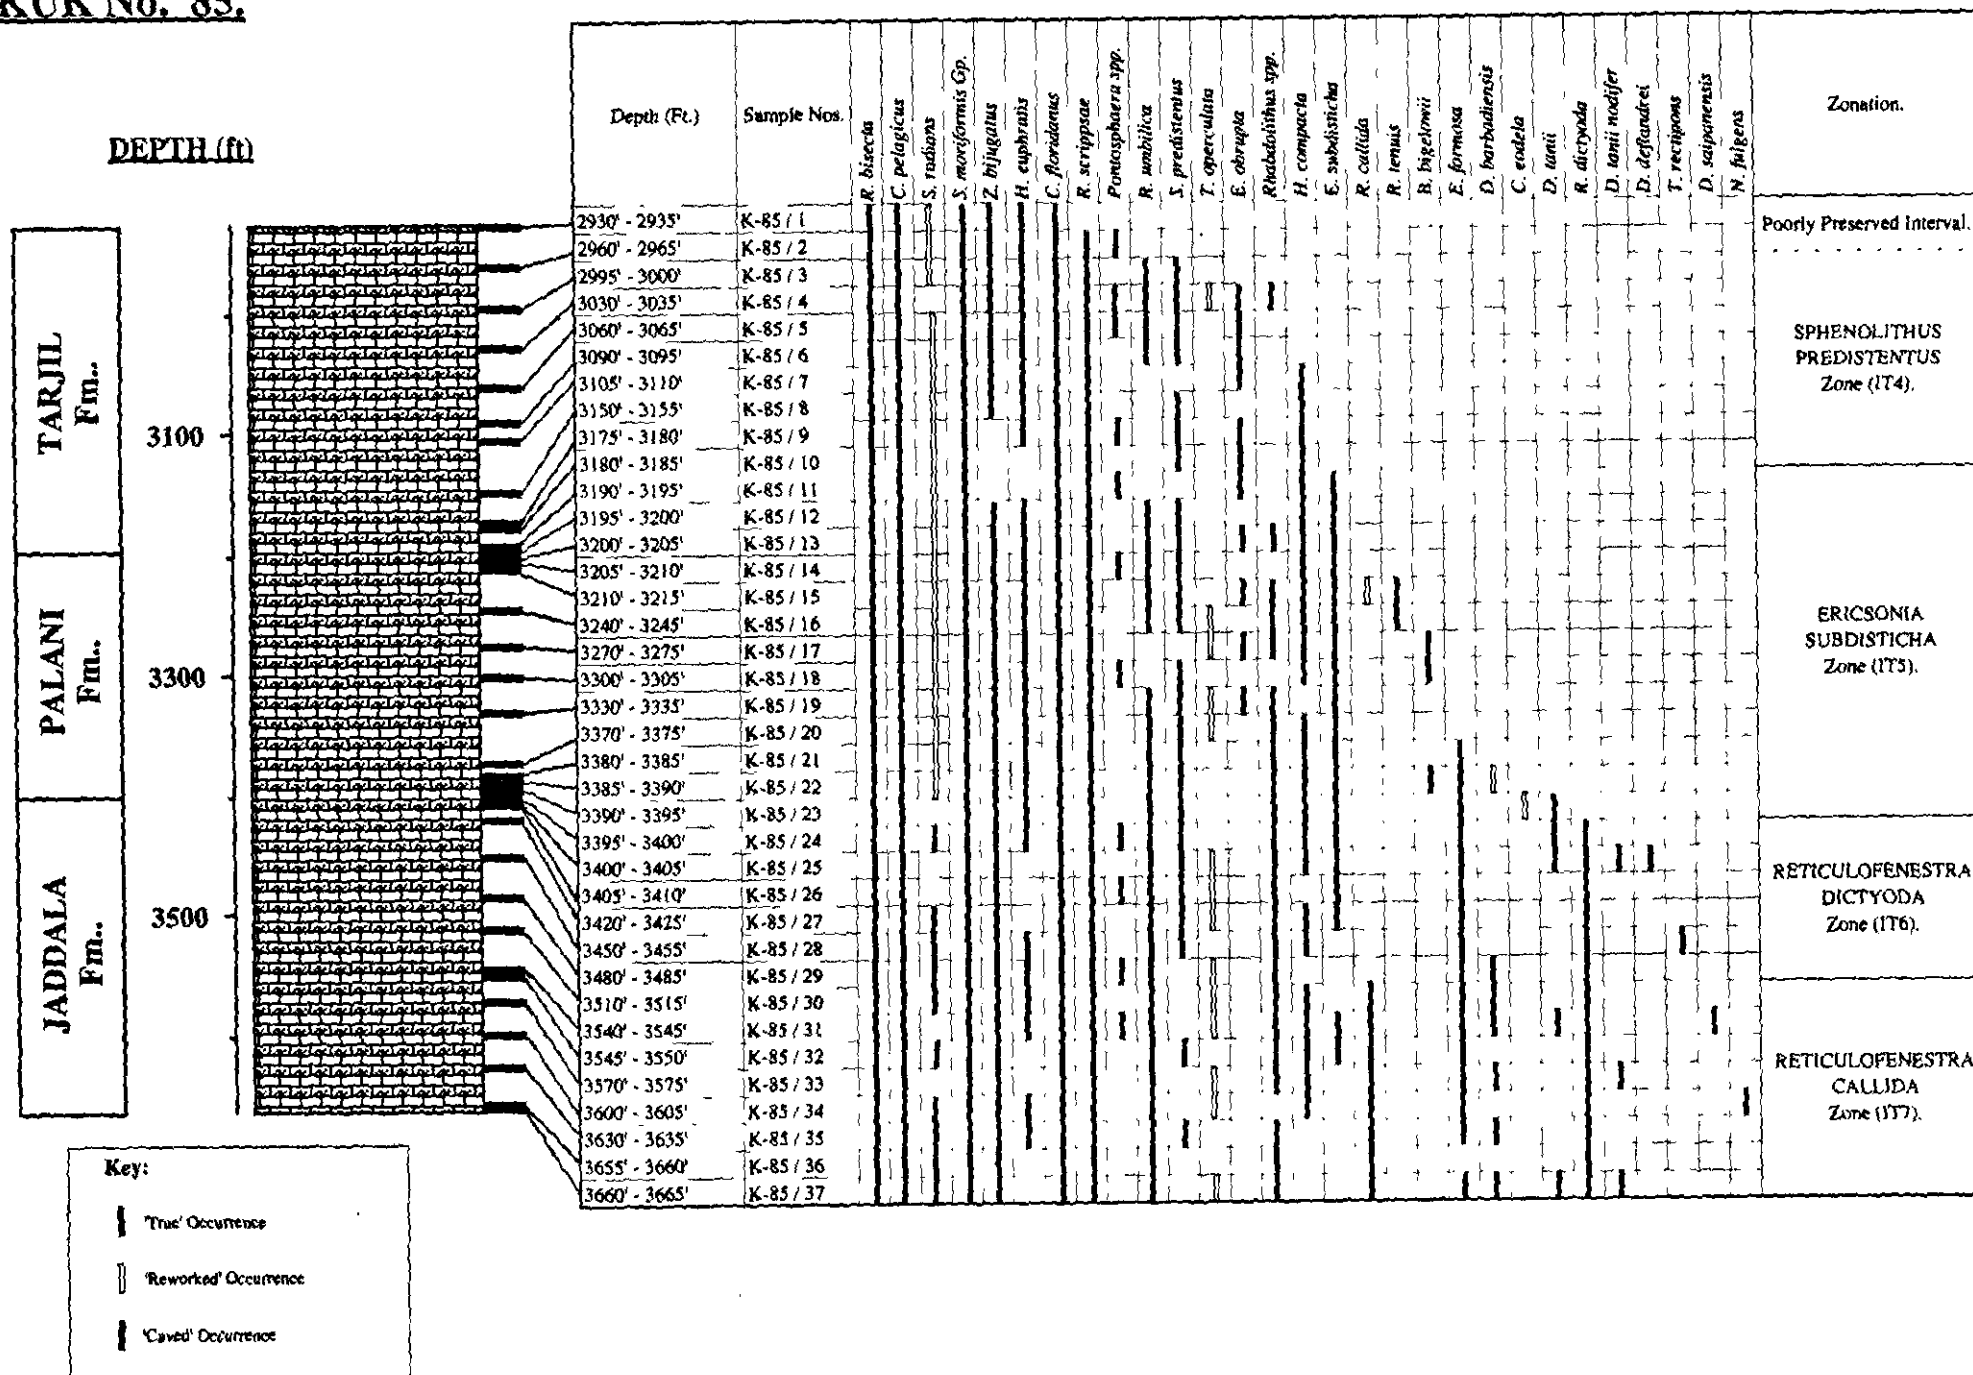 KUK No. 85.
DEPTH (ft)
TARJIL
Fm..
PALANI
Fm..
JADDALA
Fm..
3100
3300
3500
Depth (Ft.)
Sample Nos.
R. bisecta
C. pelagicus
S. radians
S. moriformis Gp.
Z. bijugatus
H. euphratis
C. floridanus
R. scrippsae
Pontosphaera spp.
R. umbilica
S. predistentus
T. operculata
E. obrupta
Rhabdolithus spp.
H. compacta
E. subdisticha
R. callida
R. tenuis
B. bigelowii
E. formosa
D. barbadiensis
C. eodela
D. tanii
R. dictyoda
D. tanii nodifer
D. deflandrei
T. rectipons
D. saipanensis
N. fulgens
Zonation.
2930' - 2935' K-85 / 1
2960' - 2965' K-85 / 2
2995' - 3000' K-85 / 3
3030' - 3035' K-85 / 4
3060' - 3065' K-85 / 5
3090' - 3095' K-85 / 6
3105' - 3110' K-85 / 7
3150' - 3155' K-85 / 8
3175' - 3180' K-85 / 9
3180' - 3185' K-85 / 10
3190' - 3195' K-85 / 11
3195' - 3200' K-85 / 12
3200' - 3205' K-85 / 13
3205' - 3210' K-85 / 14
3210' - 3215' K-85 / 15
3240' - 3245' K-85 / 16
3270' - 3275' K-85 / 17
3300' - 3305' K-85 / 18
3330' - 3335' K-85 / 19
3370' - 3375' K-85 / 20
3380' - 3385' K-85 / 21
3385' - 3390' K-85 / 22
3390' - 3395' K-85 / 23
3395' - 3400' K-85 / 24
3400' - 3405' K-85 / 25
3405' - 3410' K-85 / 26
3420' - 3425' K-85 / 27
3450' - 3455' K-85 / 28
3480' - 3485' K-85 / 29
3510' - 3515' K-85 / 30
3540' - 3545' K-85 / 31
3545' - 3550' K-85 / 32
3570' - 3575' K-85 / 33
3600' - 3605' K-85 / 34
3630' - 3635' K-85 / 35
3655' - 3660' K-85 / 36
3660' - 3665' K-85 / 37
Poorly Preserved Interval.
SPHENOLITHUS
PREDISTENTUS
Zone (IT4).
ERICSONIA
SUBDISTICHA
Zone (IT5).
RETICULOFENESTRA
DICTYODA
Zone (IT6).
RETICULOFENESTRA
CALLIDA
Zone (IT7).
Key:
'True' Occurrence
'Reworked' Occurrence
'Caved' Occurrence